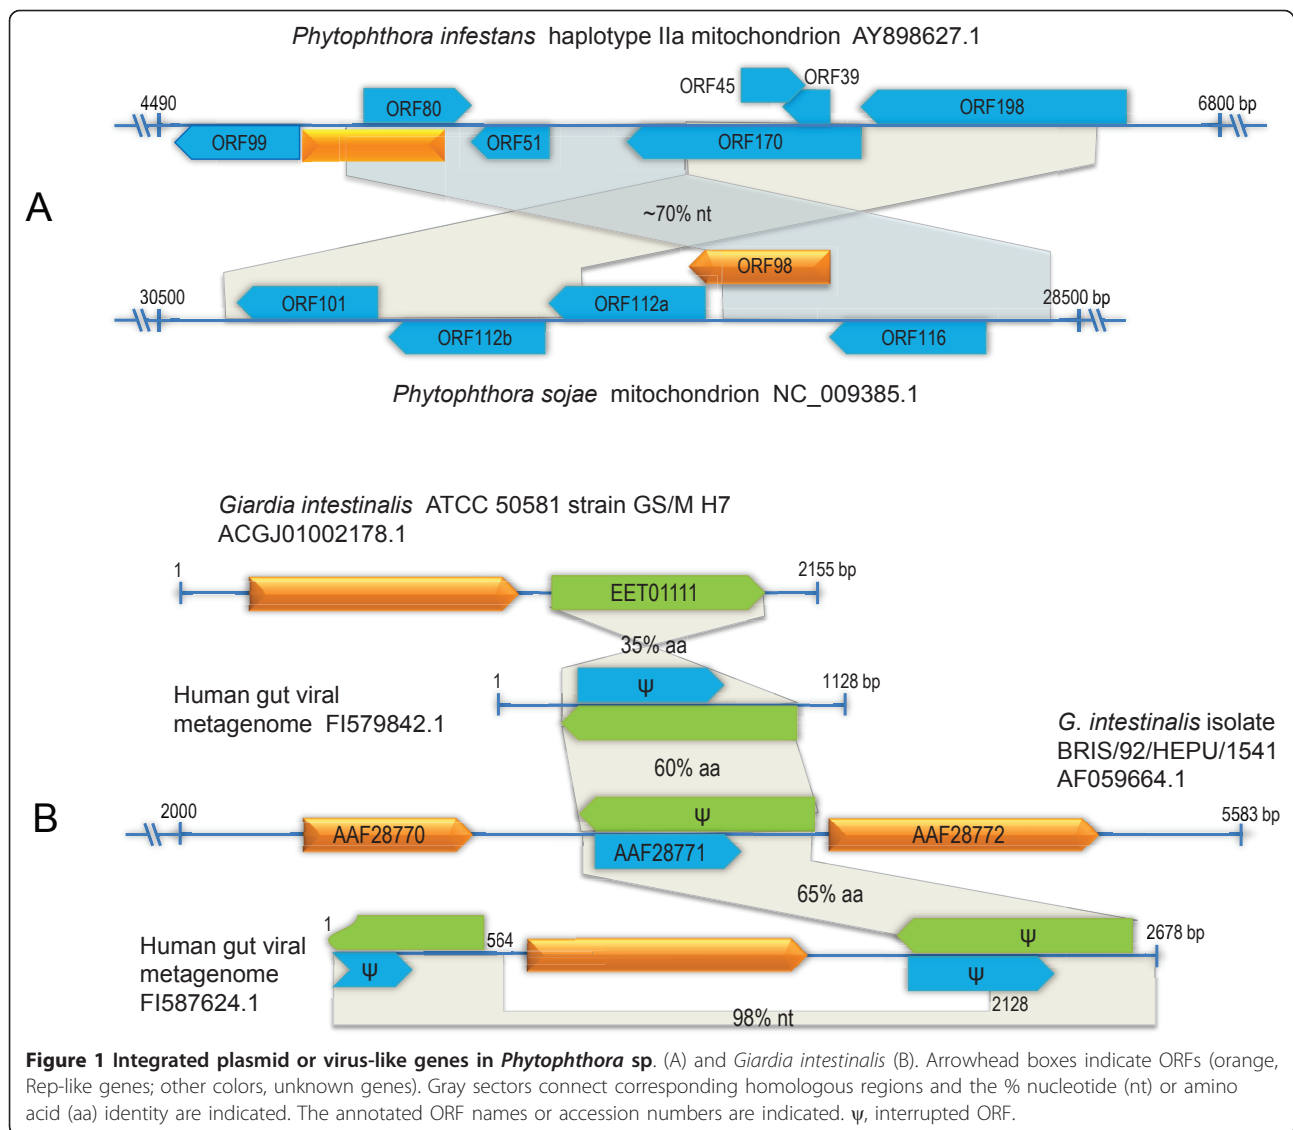 Phytophthora infestans haplotype IIa mitochondrion AY898627.1
ORF45 ORF39
4490 ORF80 ORF198 6800 bp
ORF99 ORF51 ORF170
A
~70% nt
ORF98
30500 ORF101 ORF112a 28500 bp
ORF112b ORF116
Phytophthora sojae mitochondrion NC_009385.1
Giardia intestinalis ATCC 50581 strain GS/M H7
ACGJ01002178.1
1 2155 bp
EET01111
35% aa
Human gut viral
metagenome FI579842.1
1 ψ 1128 bp
G. intestinalis isolate
BRIS/92/HEPU/1541
AF059664.1
60% aa
B
2000 ψ 5583 bp
AAF28770 AAF28771 AAF28772
65% aa
Human gut viral
metagenome
FI587624.1
1 564 ψ 2678 bp
ψ ψ 2128
98% nt
Figure 1 Integrated plasmid or virus-like genes in Phytophthora sp. (A) and Giardia intestinalis (B). Arrowhead boxes indicate ORFs (orange,
Rep-like genes; other colors, unknown genes). Gray sectors connect corresponding homologous regions and the % nucleotide (nt) or amino
acid (aa) identity are indicated. The annotated ORF names or accession numbers are indicated. ψ, interrupted ORF.